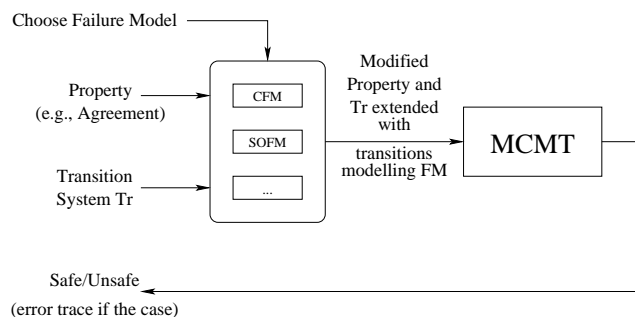 Choose Failure Model
Property
(e.g., Agreement)
Transition
System Tr
CFM
SOFM
...
Modified
Property and
Tr extended
with
transitions
modelling FM
MCMT
Safe/Unsafe
(error trace if the case)